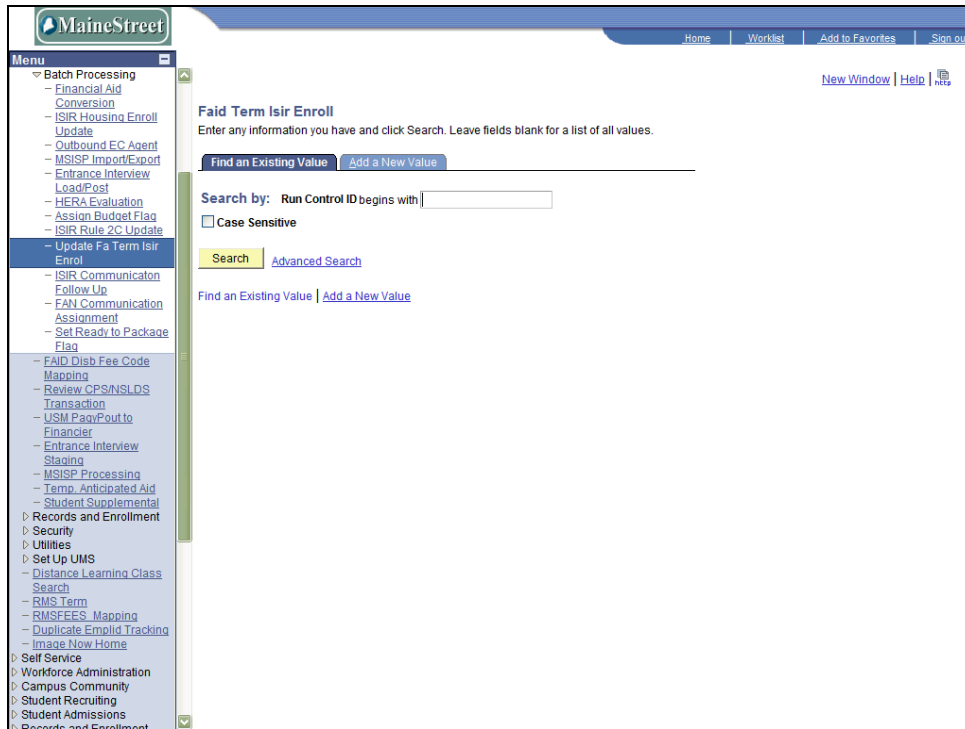 MaineStreet
Home
Worklist
Add to Favorites
Sign ou
Menu
Batch Processing
Financial Aid
Conversion
ISIR Housing Enroll
Update
Outbound EC Agent
MSISP Import/Export
Entrance Interview
Load/Post
HERA Evaluation
Assign Budget Flag
ISIR Rule 2C Update
Update Fa Term Isir
Enrol
ISIR Communicaton
Follow Up
FAN Communication
Assignment
Set Ready to Package
Flag
FAID Disb Fee Code
Mapping
Review CPS/NSLDS
Transaction
USM PagyPout to
Financier
Entrance Interview
Staging
MSISP Processing
Temp. Anticipated Aid
Student Supplemental
Records and Enrollment
Security
Utilities
Set Up UMS
Distance Learning Class
Search
RMS Term
RMSFEES Mapping
Duplicate Emplid Tracking
Image Now Home
Self Service
Workforce Administration
Campus Community
Student Recruiting
Student Admissions
Records and Enrollment
New Window | Help | http
Faid Term Isir Enroll
Enter any information you have and click Search. Leave fields blank for a list of all values.
Find an Existing Value
Add a New Value
Search by: Run Control ID begins with
Case Sensitive
Search
Advanced Search
Find an Existing Value | Add a New Value